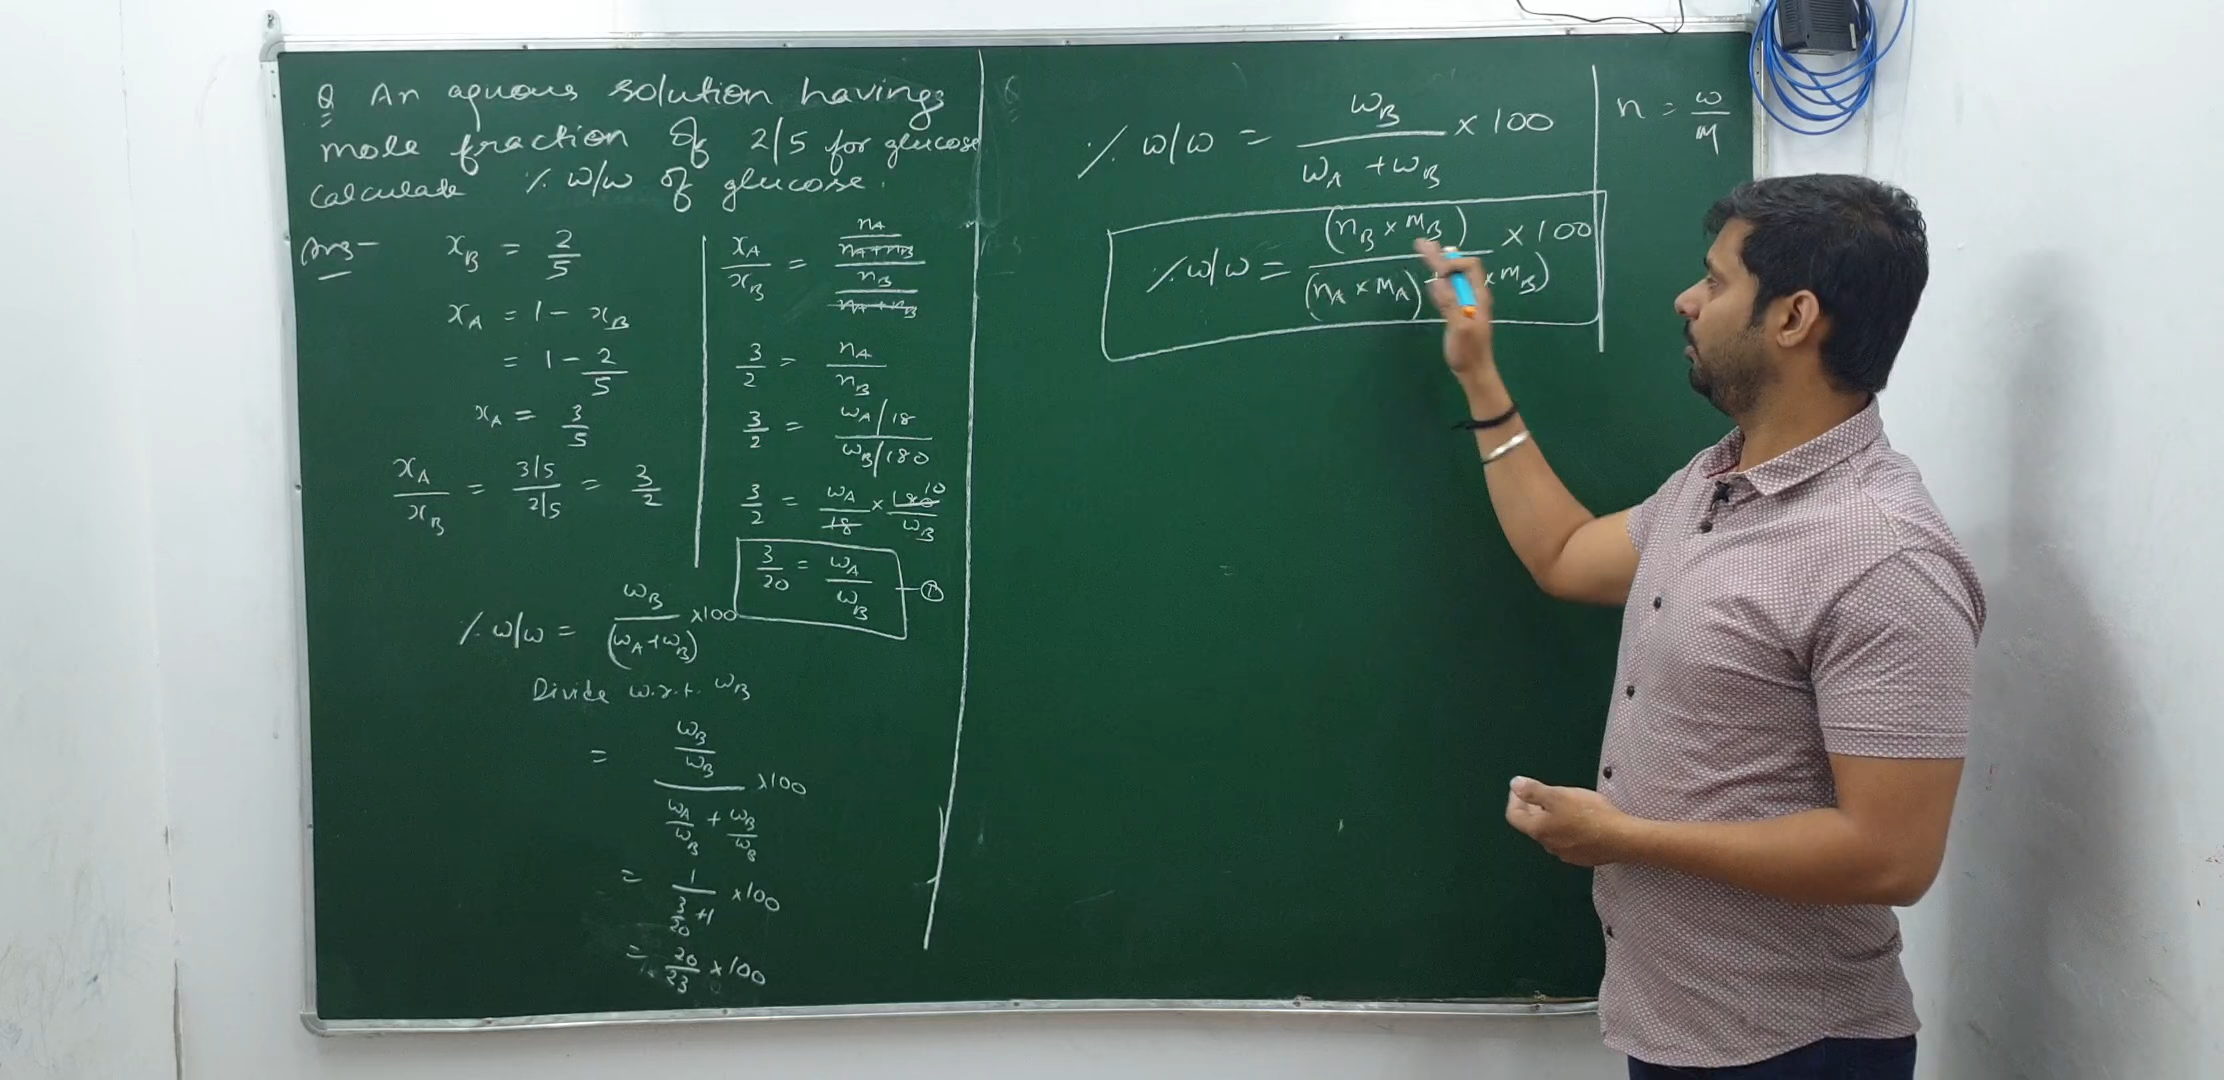 Q An aquous solution having
mole fraction of 2/5 for glucose
calculate % w/w of glucose.
Ans- x_B = 2/5
x_A = 1 - x_B
= 1 - 2/5
x_A = 3/5
x_A/x_B = (3/5)/(2/5) = 3/2
x_A/x_B = (n_A/(n_A+n_B))/(n_B/(n_A+n_B))
3/2 = n_A/n_B
3/2 = (w_A/18)/(w_B/180)
3/2 = w_A/18 × 180 10/w_B
3/20 = w_A/w_B - ①
% w/w = w_B/(w_A+w_B) ×100
Divide w.r.t. w_B
= (w_B/w_B)/(w_A/w_B + w_B/w_B) ×100
= 1/(3/20 +1) ×100
= 20/23 ×100
% w/w = w_B/(w_A + w_B) × 100
n = w/M
% w/w = (n_B × M_B)/((n_A × M_A) + × M_B) × 100